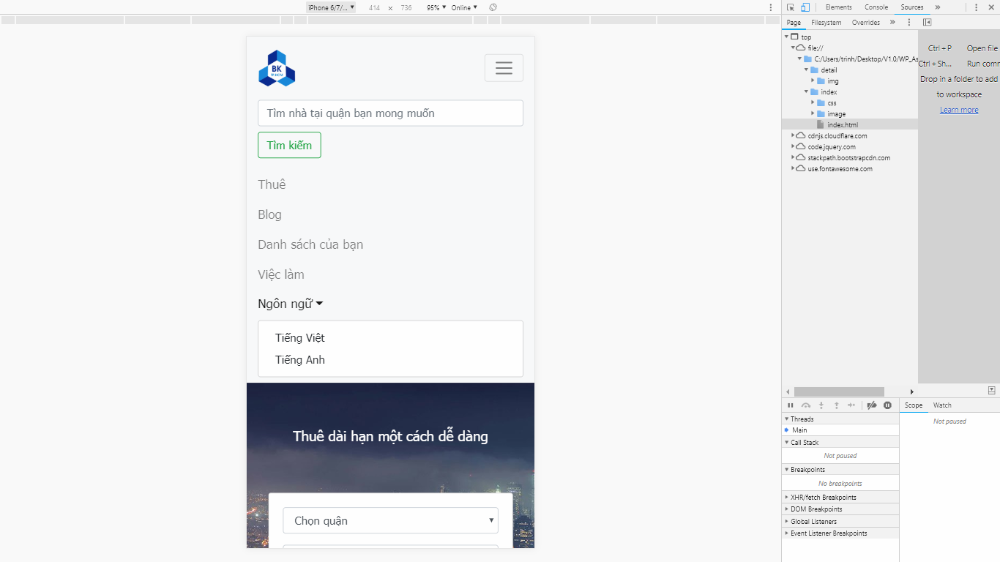 iPhone 6/7/... ▼ 414 × 736 95% ▼ Online ▼
Elements Console Sources »
Page Filesystem Overrides »
top
file://
C:/Users/trinh/Desktop/V1.0/WP_As
detail
img
index
css
image
index.html
cdnjs.cloudflare.com
code.jquery.com
stackpath.bootstrapcdn.com
use.fontawesome.com
Ctrl + P Open file
Ctrl + Sh... Run comm
Drop in a folder to add
to workspace
Learn more
BK
TP.HCM
Tìm nhà tại quận bạn mong muốn
Tìm kiếm
Thuê
Blog
Danh sách của bạn
Việc làm
Ngôn ngữ
Tiếng Việt
Tiếng Anh
Thuê dài hạn một cách dễ dàng
Chọn quận
Scope Watch
Threads
Main
Call Stack
Not paused
Breakpoints
No breakpoints
XHR/fetch Breakpoints
DOM Breakpoints
Global Listeners
Event Listener Breakpoints
Not paused